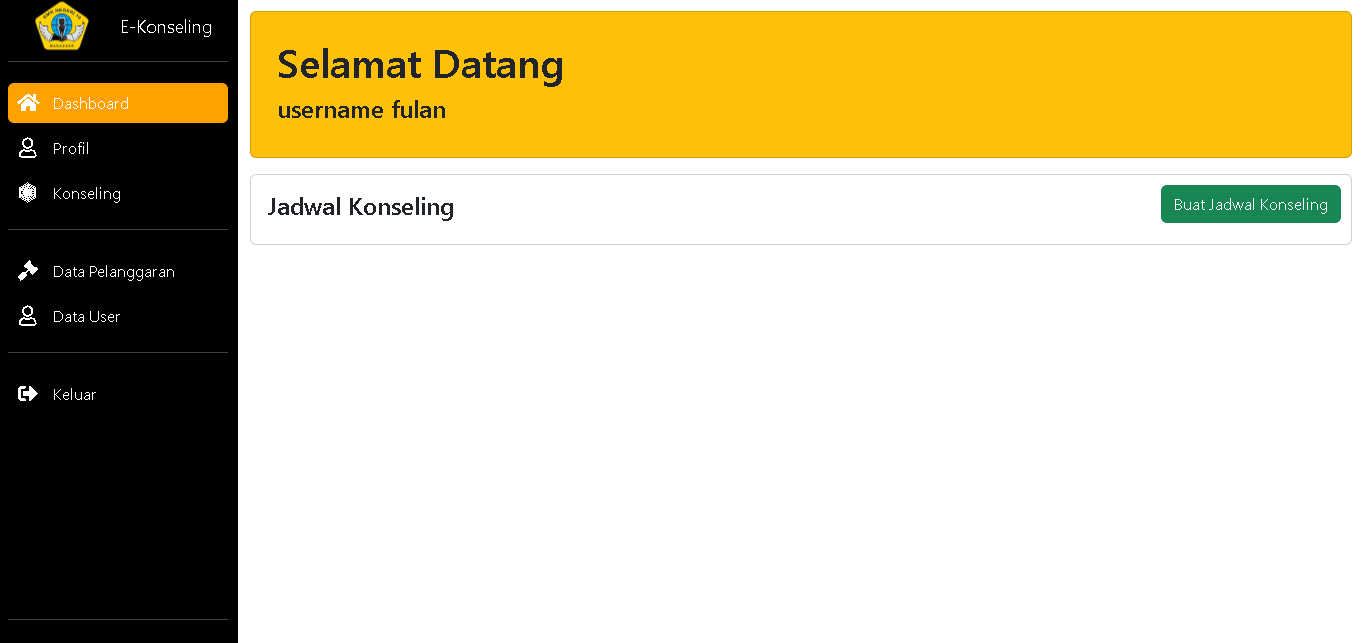 E-Konseling
Dashboard
Profil
Konseling
Data Pelanggaran
Data User
Keluar
Selamat Datang
username fulan
Jadwal Konseling
Buat Jadwal Konseling